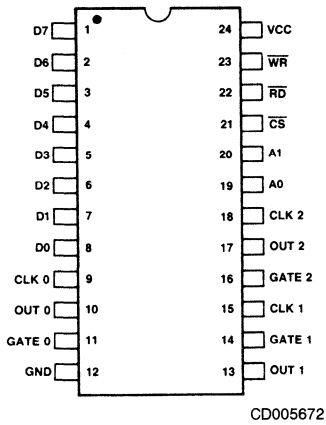 D7 1 24 VCC
D6 2 23 WR
D5 3 22 RD
D4 4 21 CS
D3 5 20 A1
D2 6 19 A0
D1 7 18 CLK 2
D0 8 17 OUT 2
CLK 0 9 16 GATE 2
OUT 0 10 15 CLK 1
GATE 0 11 14 GATE 1
GND 12 13 OUT 1
CD005672